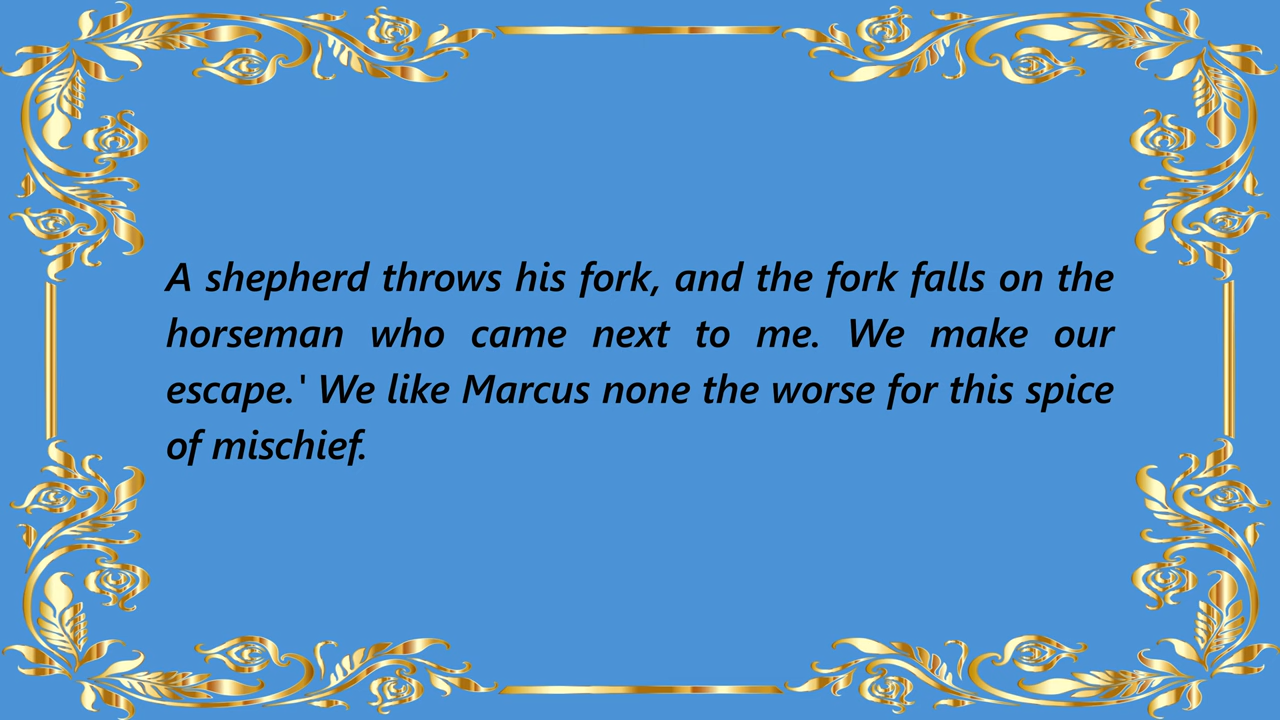 A shepherd throws his fork, and the fork falls on the
horseman who came next to me. We make our
escape.' We like Marcus none the worse for this spice
of mischief.